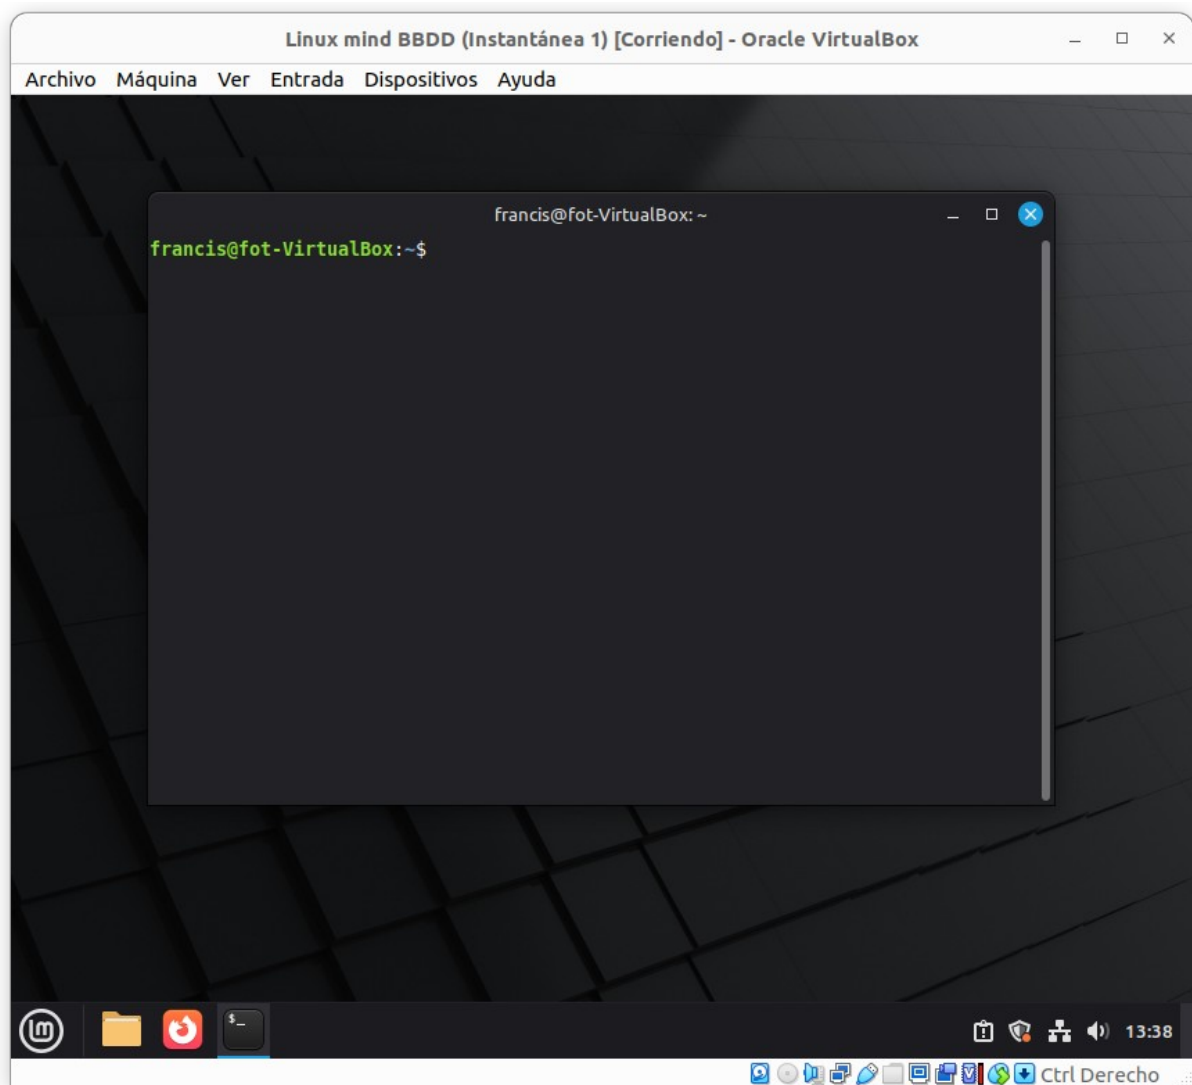 Linux mind BBDD (Instantánea 1) [Corriendo] - Oracle VirtualBox
Archivo Máquina Ver Entrada Dispositivos Ayuda
francis@fot-VirtualBox: ~
francis@fot-VirtualBox:~$
$_
13:38
Ctrl Derecho